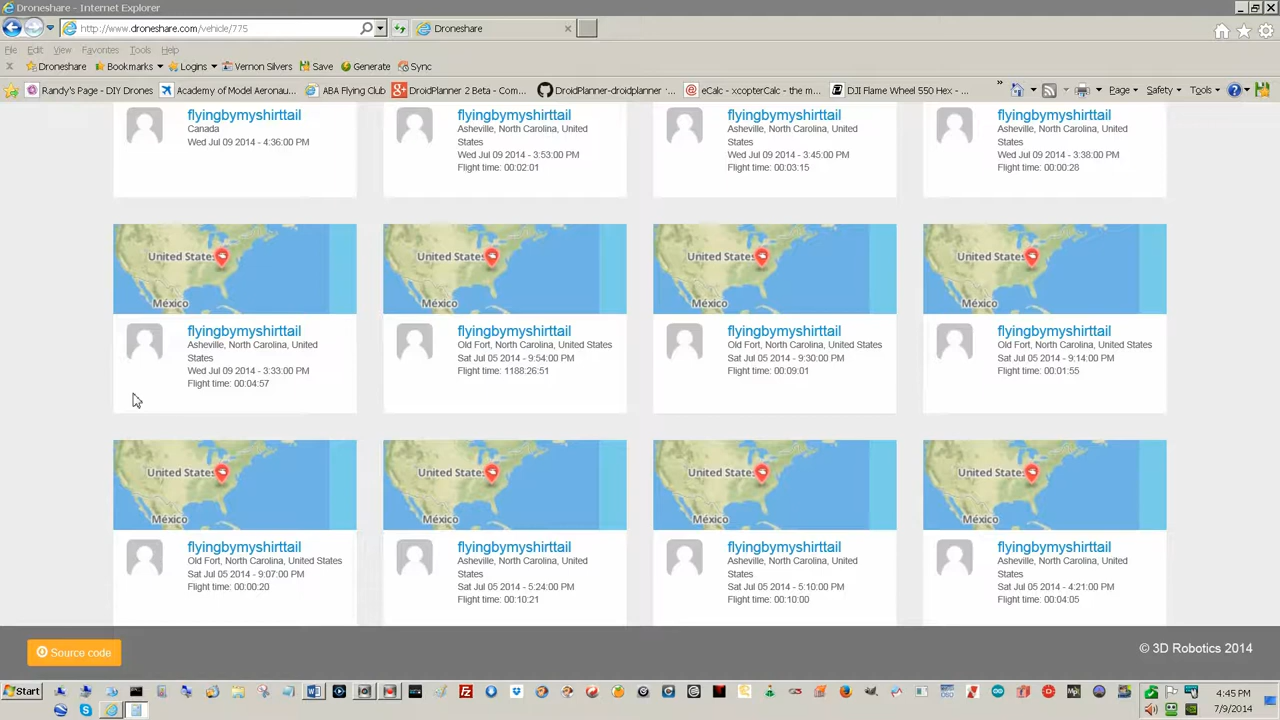 Droneshare - Internet Explorer
http://www.droneshare.com/vehicle/775
Droneshare
File Edit View Favorites Tools Help
Droneshare Bookmarks Logins Vernon Silvers Save Generate Sync
Randy's Page - DIY Drones Academy of Model Aeronau... ABA Flying Club DroidPlanner 2 Beta - Com... DroidPlanner-droidplanner ·... eCalc - xcopterCalc - the m... DJI Flame Wheel 550 Hex - ... » Page Safety Tools
flyingbymyshirttail
Canada
Wed Jul 09 2014 - 4:36:00 PM
flyingbymyshirttail
Asheville, North Carolina, United
States
Wed Jul 09 2014 - 3:53:00 PM
Flight time: 00:02:01
flyingbymyshirttail
Asheville, North Carolina, United
States
Wed Jul 09 2014 - 3:45:00 PM
Flight time: 00:03:15
flyingbymyshirttail
Asheville, North Carolina, United
States
Wed Jul 09 2014 - 3:38:00 PM
Flight time: 00:00:28
United States
México
flyingbymyshirttail
Asheville, North Carolina, United
States
Wed Jul 09 2014 - 3:33:00 PM
Flight time: 00:04:57
United States
México
flyingbymyshirttail
Old Fort, North Carolina, United States
Sat Jul 05 2014 - 9:54:00 PM
Flight time: 1188:26:51
United States
México
flyingbymyshirttail
Old Fort, North Carolina, United States
Sat Jul 05 2014 - 9:30:00 PM
Flight time: 00:09:01
United States
México
flyingbymyshirttail
Old Fort, North Carolina, United States
Sat Jul 05 2014 - 9:14:00 PM
Flight time: 00:01:55
United States
México
flyingbymyshirttail
Old Fort, North Carolina, United States
Sat Jul 05 2014 - 9:07:00 PM
Flight time: 00:00:20
United States
México
flyingbymyshirttail
Asheville, North Carolina, United
States
Sat Jul 05 2014 - 5:24:00 PM
Flight time: 00:10:21
United States
México
flyingbymyshirttail
Asheville, North Carolina, United
States
Sat Jul 05 2014 - 5:10:00 PM
Flight time: 00:10:00
United States
México
flyingbymyshirttail
Asheville, North Carolina, United
States
Sat Jul 05 2014 - 4:21:00 PM
Flight time: 00:04:05
Source code
© 3D Robotics 2014
Start
4:45 PM
7/9/2014